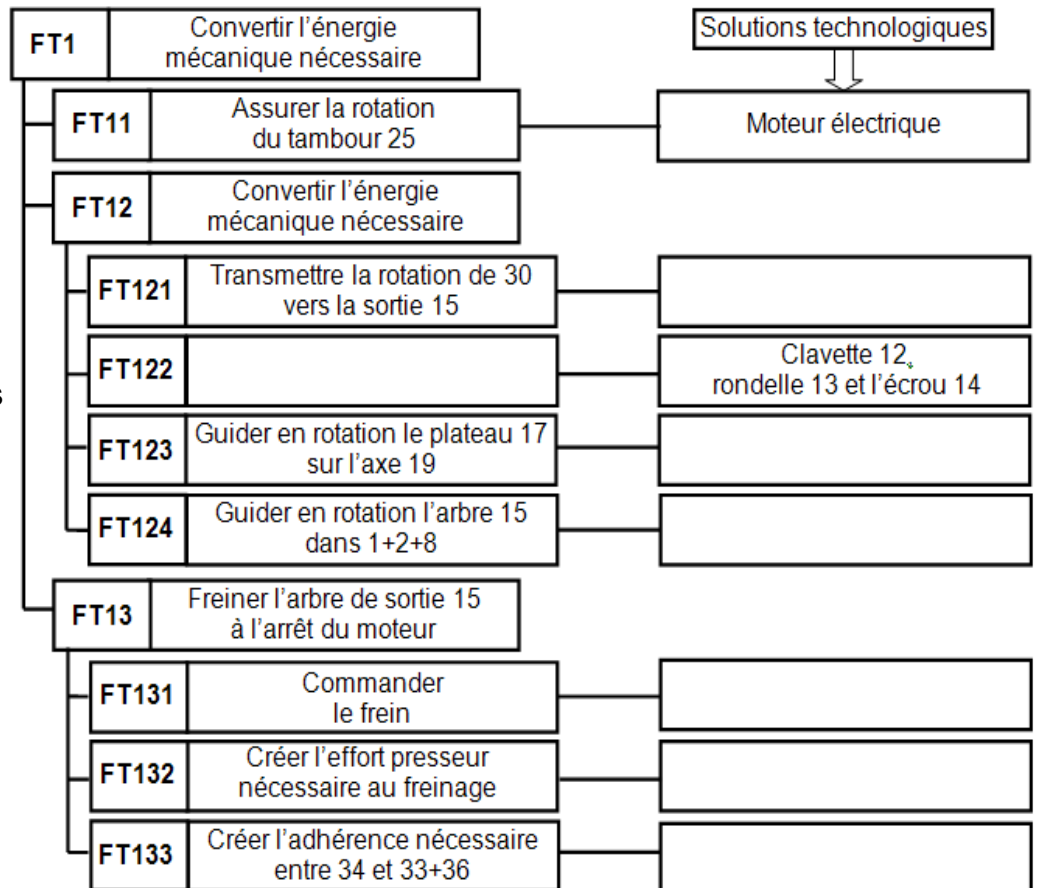 FT1
Convertir l'énergie
mécanique nécessaire
Solutions technologiques
FT11
Assurer la rotation
du tambour 25
Moteur électrique
FT12
Convertir l'énergie
mécanique nécessaire
FT121
Transmettre la rotation de 30
vers la sortie 15
FT122
Clavette 12,
rondelle 13 et l'écrou 14
s
FT123
Guider en rotation le plateau 17
sur l'axe 19
FT124
Guider en rotation l'arbre 15
dans 1+2+8
FT13
Freiner l'arbre de sortie 15
à l'arrêt du moteur
FT131
Commander
le frein
FT132
Créer l'effort presseur
nécessaire au freinage
FT133
Créer l'adhérence nécessaire
entre 34 et 33+36